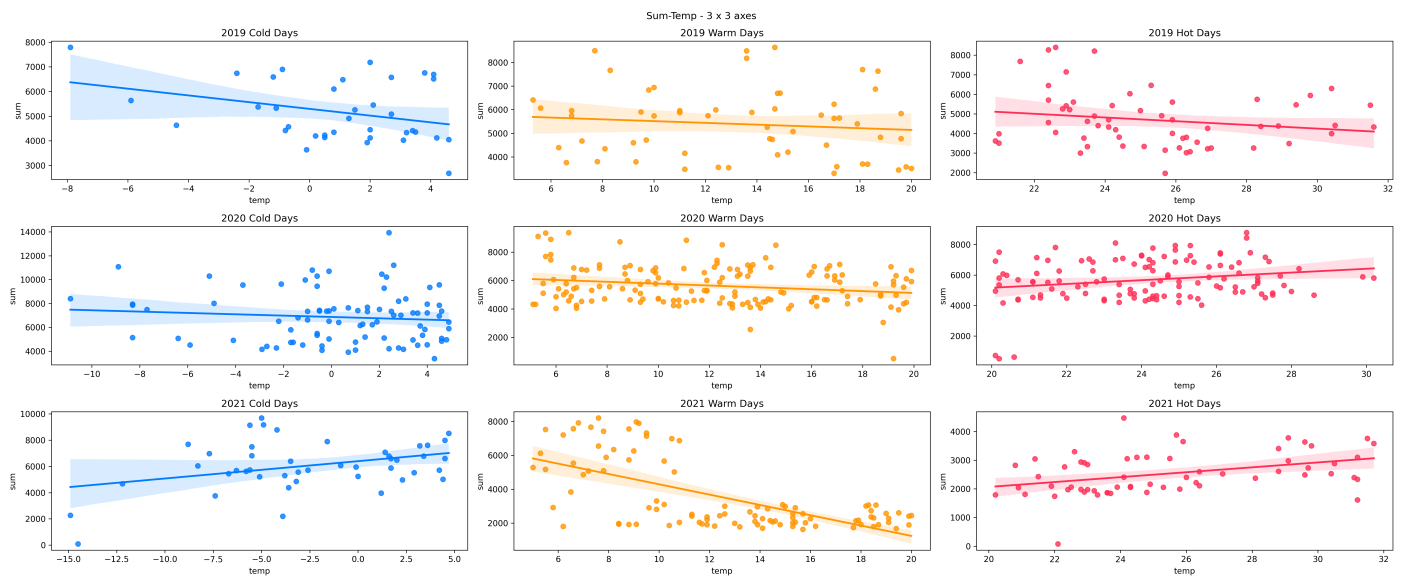 Sum-Temp - 3 x 3 axes
2019 Cold Days
8000
7000
6000
5000
4000
3000
sum
−8 −6 −4 −2 0 2 4
temp
2019 Warm Days
8000
6000
4000
sum
6 8 10 12 14 16 18 20
temp
2019 Hot Days
8000
7000
6000
5000
4000
3000
2000
sum
22 24 26 28 30 32
temp
2020 Cold Days
14000
12000
10000
8000
6000
4000
sum
−10 −8 −6 −4 −2 0 2 4
temp
2020 Warm Days
8000
6000
4000
2000
sum
6 8 10 12 14 16 18 20
temp
2020 Hot Days
8000
6000
4000
2000
sum
20 22 24 26 28 30
temp
2021 Cold Days
10000
8000
6000
4000
2000
0
sum
−15.0 −12.5 −10.0 −7.5 −5.0 −2.5 0.0 2.5 5.0
temp
2021 Warm Days
8000
6000
4000
2000
sum
6 8 10 12 14 16 18 20
temp
2021 Hot Days
4000
3000
2000
1000
0
sum
20 22 24 26 28 30 32
temp